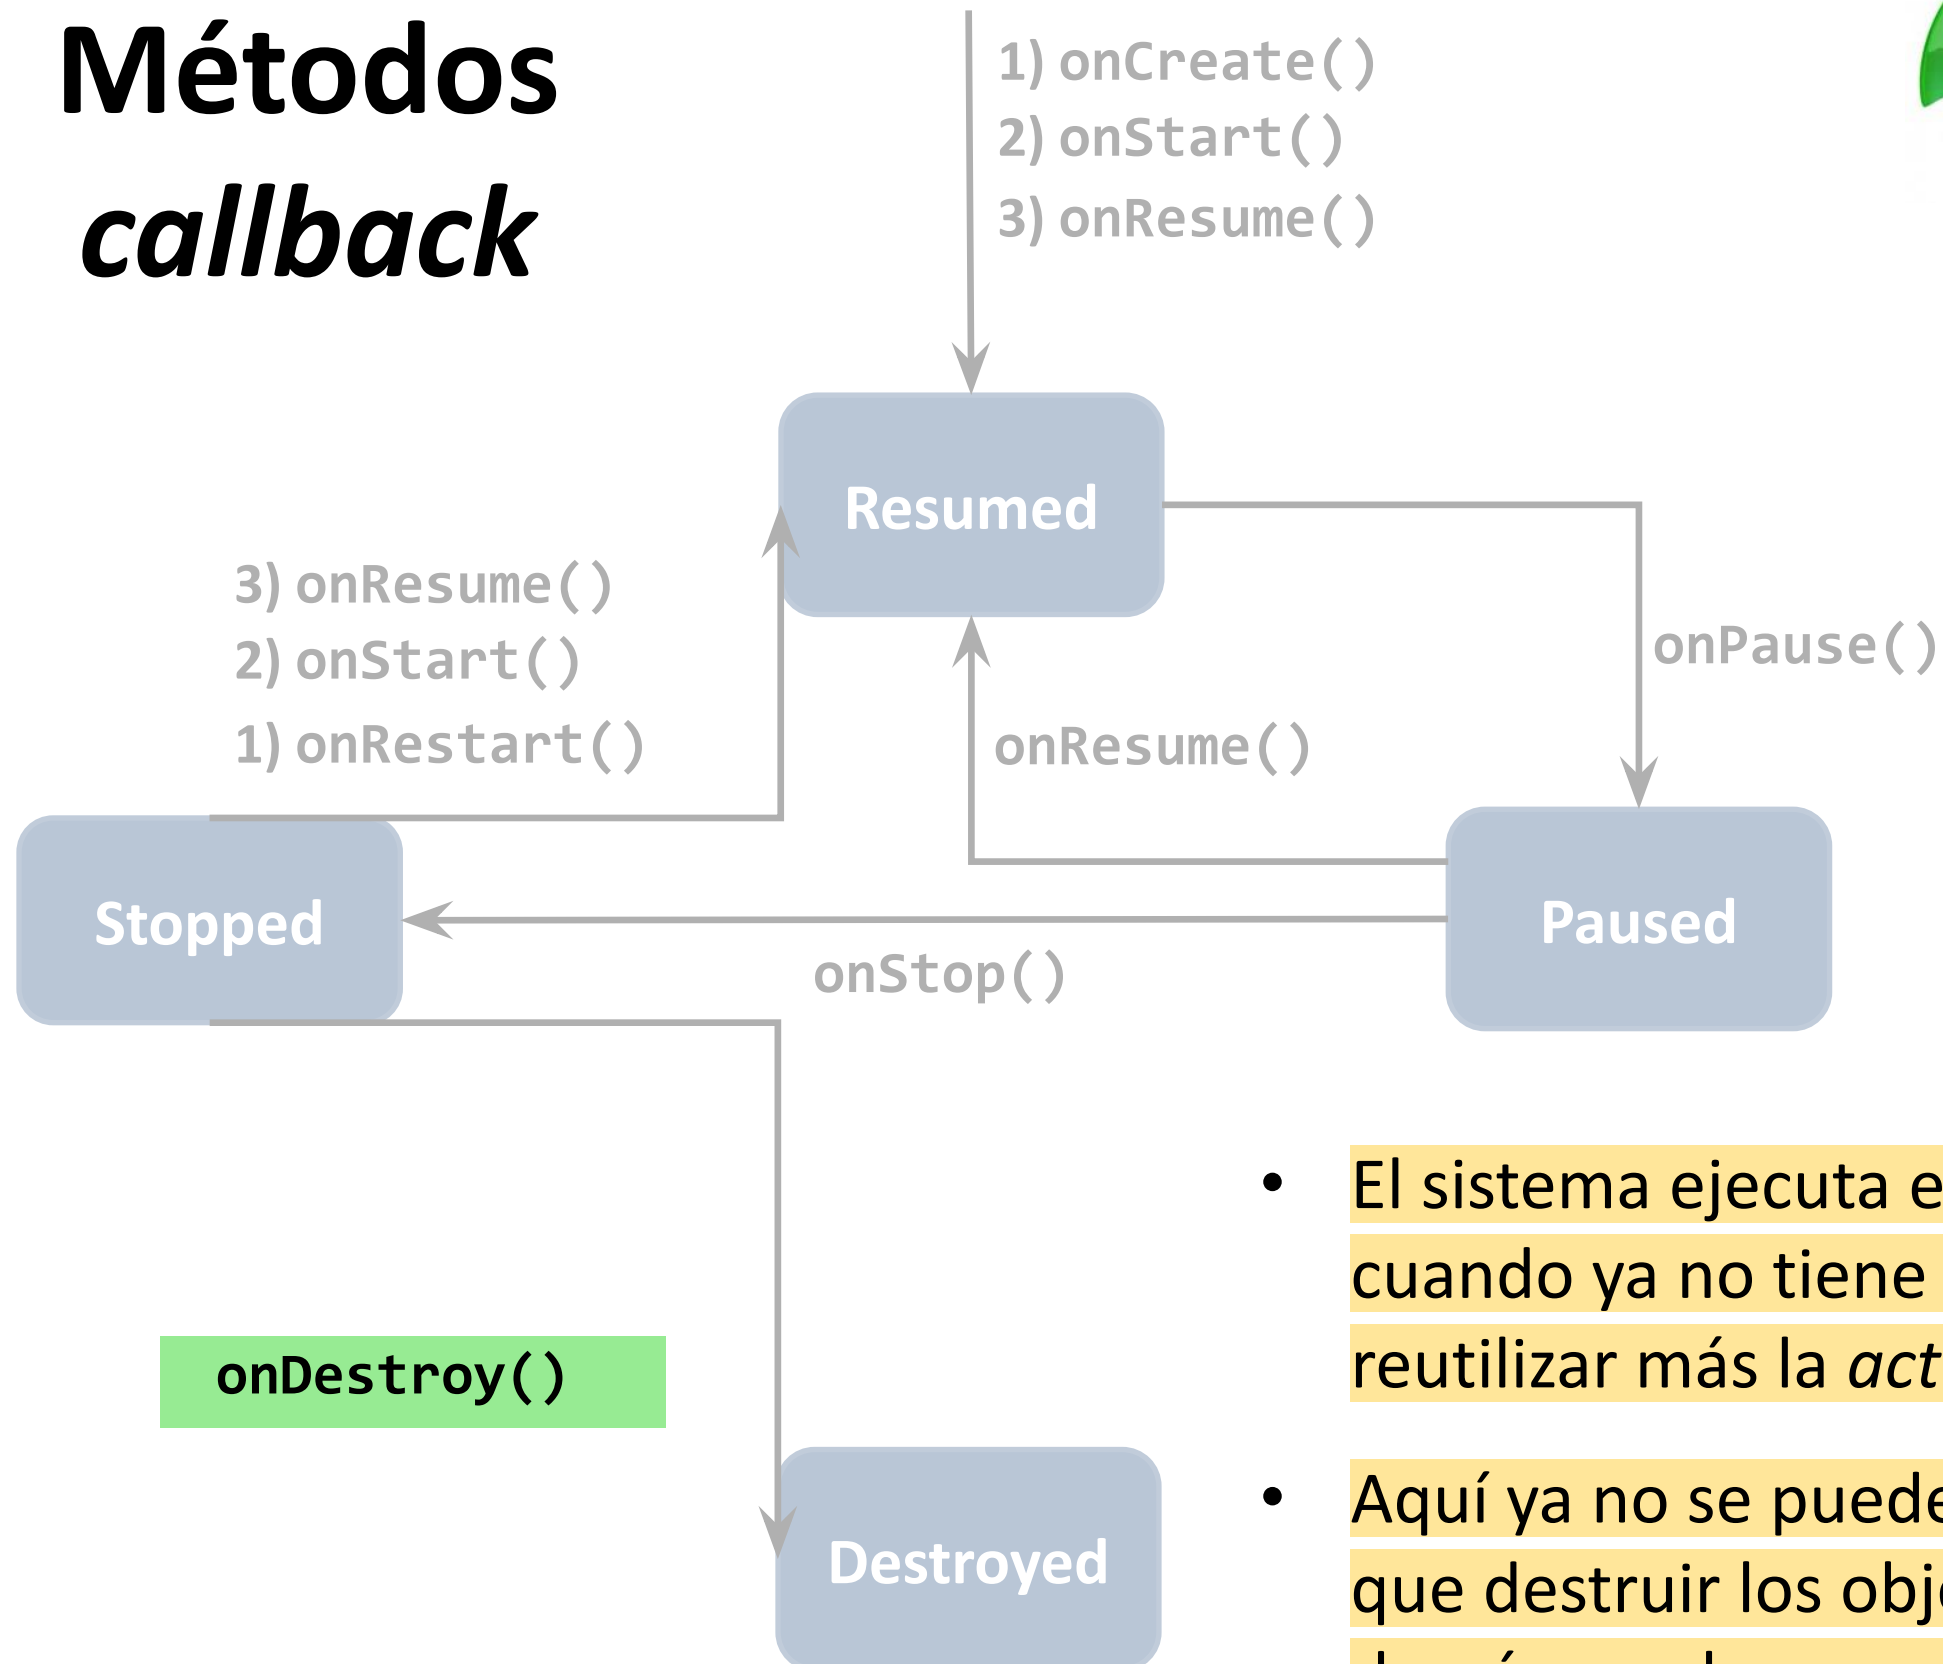 Métodos
callback
1) onCreate()
2) onStart()
3) onResume()
Resumed
3) onResume()
2) onStart()
1) onRestart()
onPause()
onResume()
Stopped
Paused
onStop()
• El sistema ejecuta
cuando ya no tiene
reutilizar más la
onDestroy()
• Aquí ya no se puede
que destruir los
Destroyed